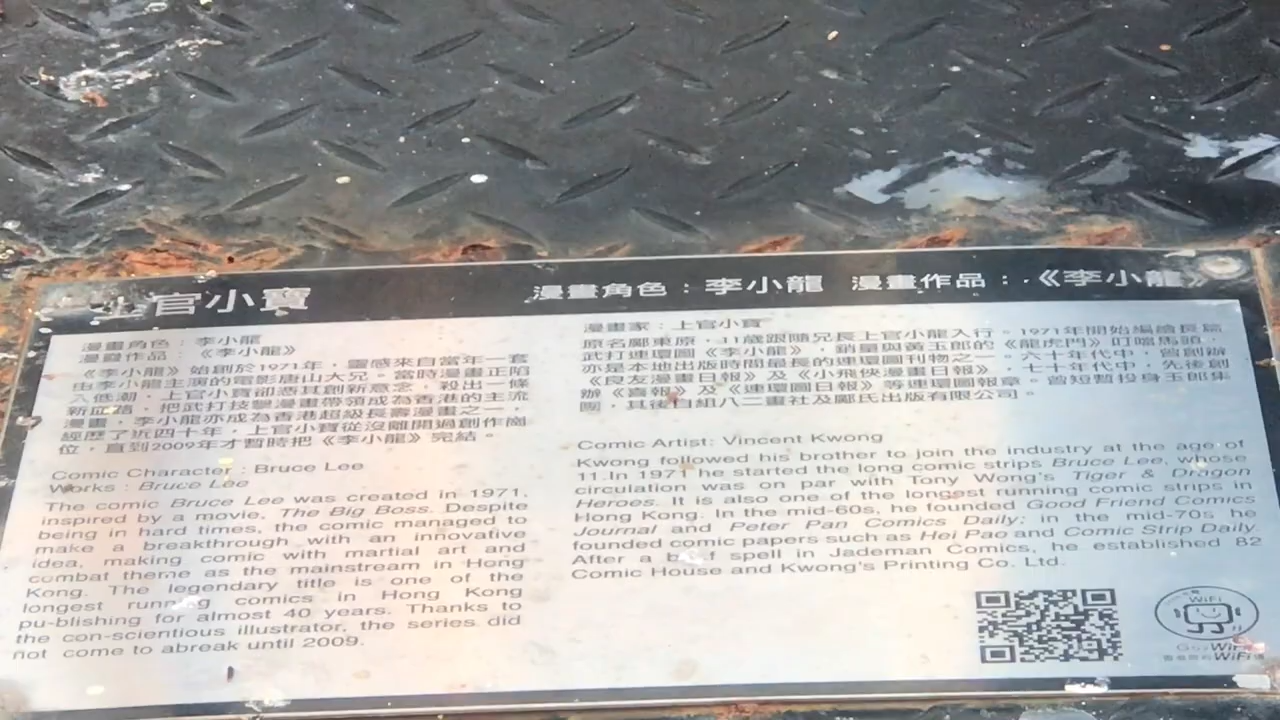 上官小寶
漫畫角色：李小龍 漫畫作品：《李小龍》
漫畫角色：李小龍
漫畫作品：《李小龍》
《李小龍》始創於1971年，靈感來自當年一套
由李小龍主演的電影唐山大兄。當時漫畫正陷
入低潮，上官小寶卻憑其創新意念，殺出一條
新血路，把武打技擊漫畫帶領成為香港的主流
漫畫，李小龍亦成為香港超級長壽漫畫之一，
經歷了近四十年，上官小寶從沒離開過創作崗
位，直到2009年才暫時把《李小龍》完結。
Comic Character : Bruce Lee
Works : Bruce Lee
The comic Bruce Lee was created in 1971,
inspired by a movie, The Big Boss. Despite
being in hard times, the comic managed to
make a breakthrough with an innovative
idea, making comic with martial art and
combat theme as the mainstream in Hong
Kong. The legendary title is one of the
longest running comics in Hong Kong
pu-blishing for almost 40 years. Thanks to
the con-scientious illustrator, the series did
not come to abreak until 2009.
漫畫家：上官小寶
原名鄺東原，11歲跟隨兄長上官小龍入行。1971年開始編繪長篇
武打連環圖《李小龍》，銷量與黃玉郎的《龍虎門》叮噹馬頭，
亦是本地出版時間最長的連環圖刊物之一。六十年代中，曾創辦
《良友漫畫日報》及《小飛俠漫畫日報》，七十年代中，先後創
辦《喜報》及《連環圖日報》等連環圖報章。曾短暫投身玉郎集
團，其後自組八二畫社及鄺氏出版有限公司。
Comic Artist: Vincent Kwong
Kwong followed his brother to join the industry at the age of
11.In 1971 he started the long comic strips Bruce Lee, whose
circulation was on par with Tony Wong's Tiger & Dragon
Heroes. It is also one of the longest running comic strips in
Hong Kong. In the mid-60s, he founded Good Friend Comics
Journal and Peter Pan Comics Daily; in the mid-70s he
founded comic papers such as Hei Pao and Comic Strip Daily.
After a brief spell in Jademan Comics, he established 82
Comic House and Kwong's Printing Co. Ltd.
WiFi
WiFi